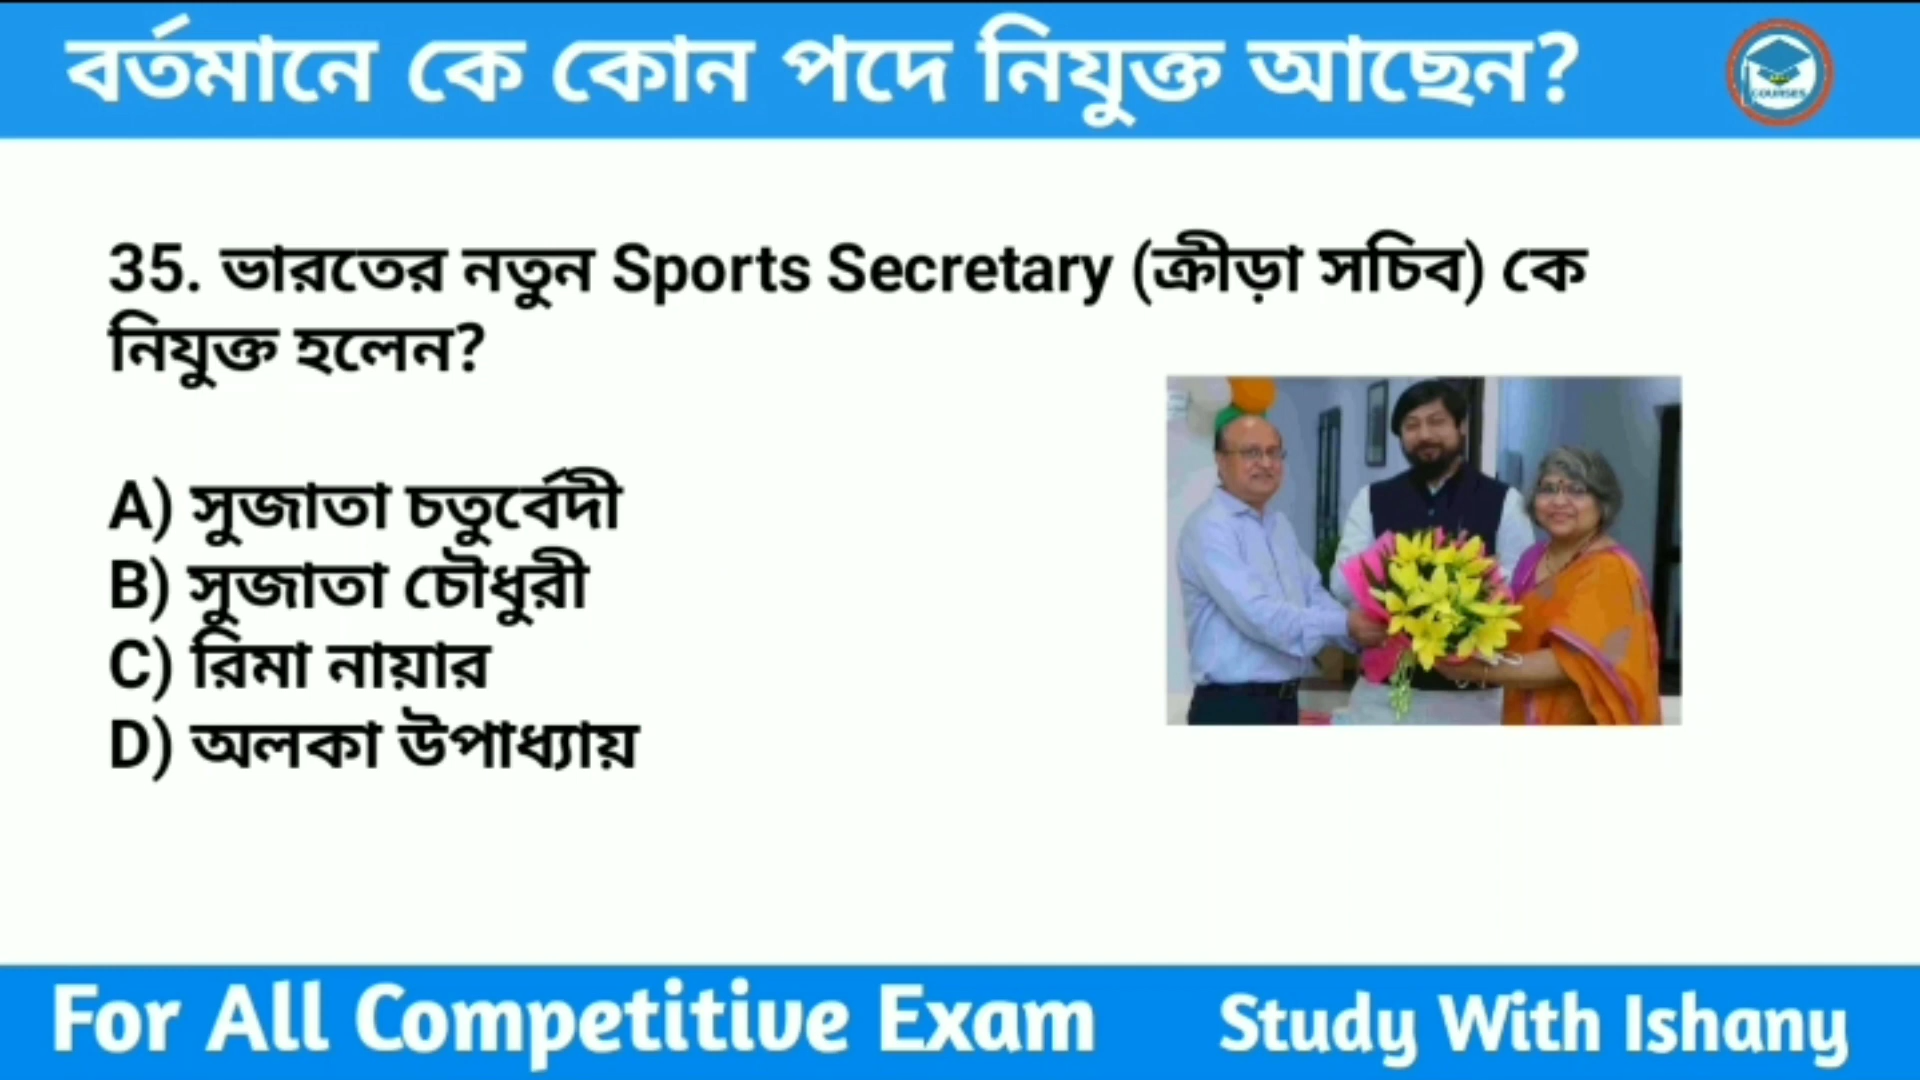 বর্তমানে কে কোন পদে নিযুক্ত আছেন?
COURSES
35. ভারতের নতুন Sports Secretary (ক্রীড়া সচিব) কে
নিযুক্ত হলেন?
A) সুজাতা চতুর্বেদী
B) সুজাতা চৌধুরী
C) রিমা নায়ার
D) অলকা উপাধ্যায়
For All Competitive Exam
Study With Ishany